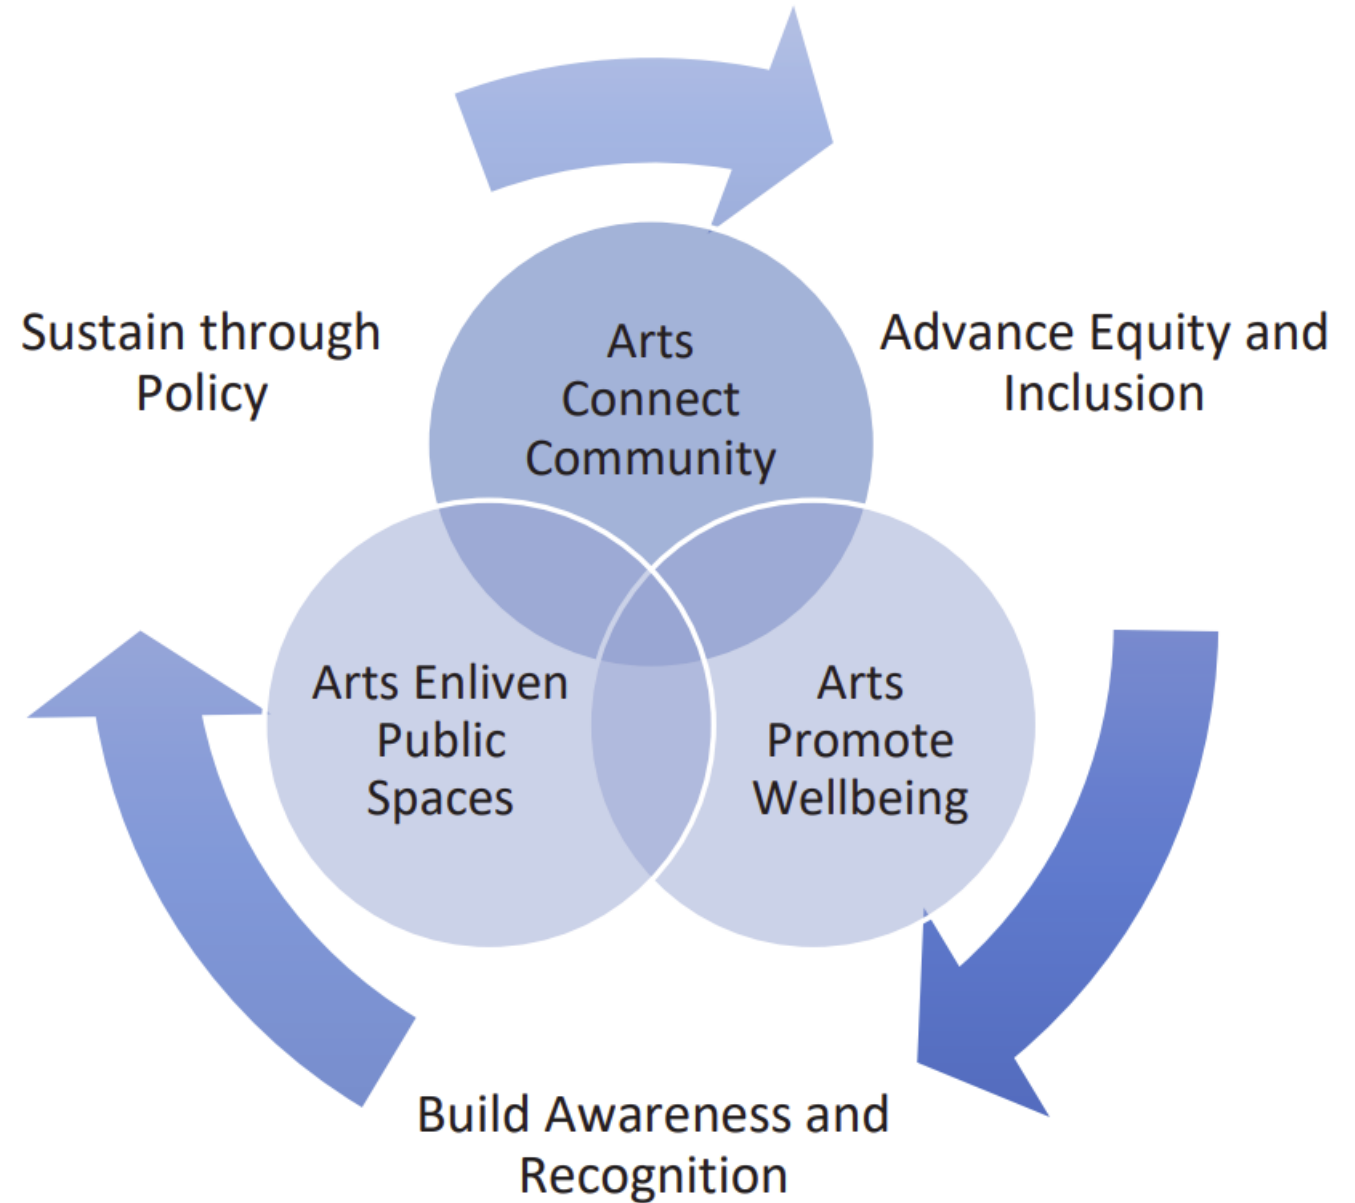 Sustain through
Policy
Arts
Connect
Community
Advance Equity and
Inclusion
Arts Enliven
Public
Spaces
Arts
Promote
Wellbeing
Build Awareness and
Recognition